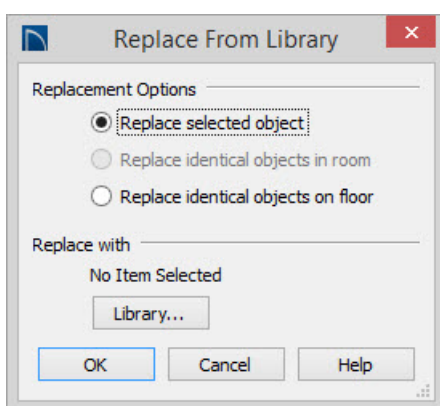 Replace From Library
Replacement Options
Replace selected object
Replace identical objects in room
Replace identical objects on floor
Replace with
No Item Selected
Library...
OK Cancel Help